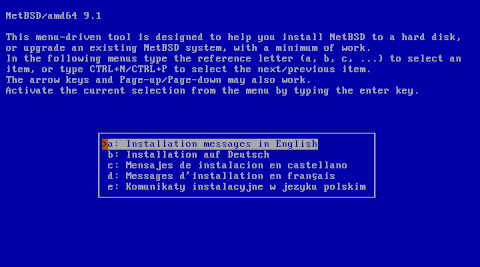 NetBSD/amd64 9.1
This menu-driven tool is designed to help you install NetBSD to a hard disk,
or upgrade an existing NetBSD system, with a minimum of work.
In the following menus type the reference letter (a, b, c, ...) to select an
item, or type CTRL+N/CTRL+P to select the next/previous item.
The arrow keys and Page-up/Page-down may also work.
Activate the current selection from the menu by typing the enter key.
>a: Installation messages in English
b: Installation auf Deutsch
c: Mensajes de instalacion en castellano
d: Messages d'installation en français
e: Komunikaty instalacyjne w jezyku polskim